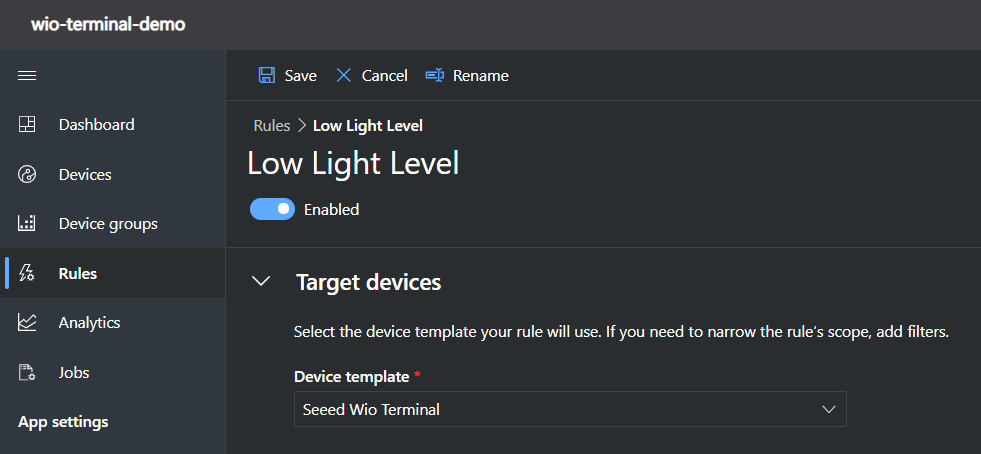 wio-terminal-demo
Save Cancel Rename
Dashboard
Devices
Device groups
Rules
Analytics
Jobs
App settings
Rules > Low Light Level
Low Light Level
Enabled
Target devices
Select the device template your rule will use. If you need to narrow the rule's scope, add filters.
Device template *
Seeed Wio Terminal